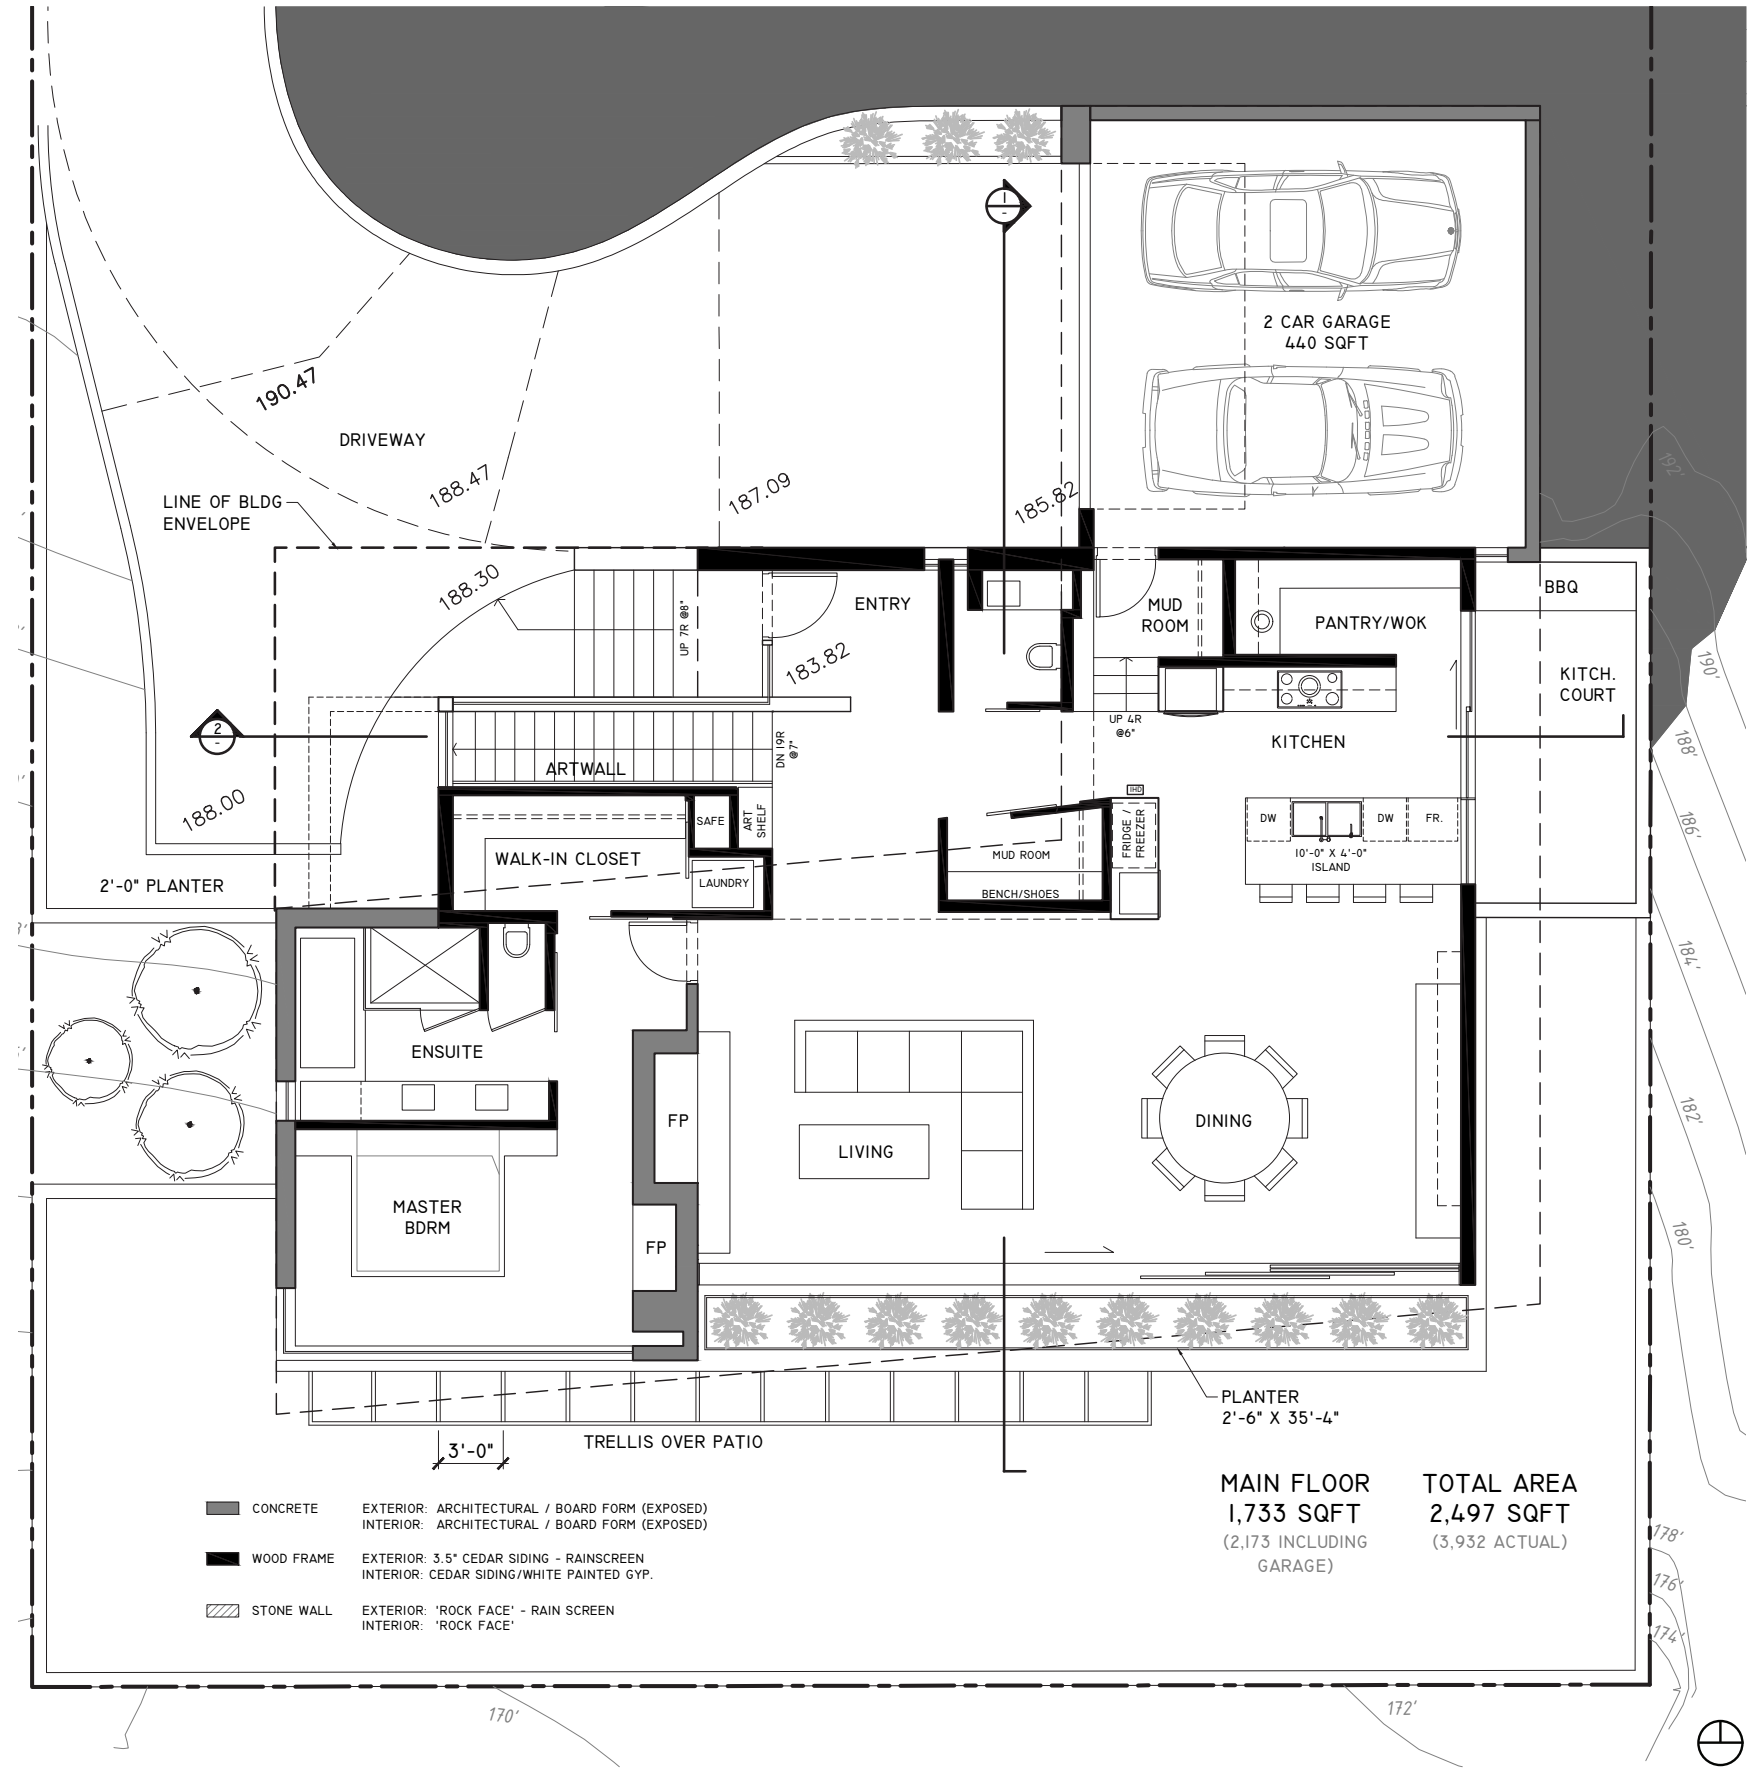 2 CAR GARAGE
440 SQFT
190.47
DRIVEWAY
188.47
187.09
185.82
192'
LINE OF BLDG
ENVELOPE
188.30
UP 7R @8"
ENTRY
183.82
MUD
ROOM
PANTRY/WOK
BBQ
KITCH.
COURT
190'
188'
186'
184'
182'
180'
1
-
2
-
188.00
DN 19R
@7"
ARTWALL
UP 4R
@6"
KITCHEN
SAFE
ART
SHELF
IHD
FRIDGE /
FREEZER
DW
DW
FR.
10'-0" X 4'-0"
ISLAND
WALK-IN CLOSET
LAUNDRY
MUD ROOM
BENCH/SHOES
2'-0" PLANTER
ENSUITE
FP
LIVING
DINING
MASTER
BDRM
FP
PLANTER
2'-6" X 35'-4"
3'-0"
TRELLIS OVER PATIO
MAIN FLOOR
1,733 SQFT
(2,173 INCLUDING
GARAGE)
TOTAL AREA
2,497 SQFT
(3,932 ACTUAL)
CONCRETE EXTERIOR: ARCHITECTURAL / BOARD FORM (EXPOSED)
INTERIOR: ARCHITECTURAL / BOARD FORM (EXPOSED)
WOOD FRAME EXTERIOR: 3.5" CEDAR SIDING - RAINSCREEN
INTERIOR: CEDAR SIDING/WHITE PAINTED GYP.
STONE WALL EXTERIOR: 'ROCK FACE' - RAIN SCREEN
INTERIOR: 'ROCK FACE'
178'
176'
174'
170'
172'